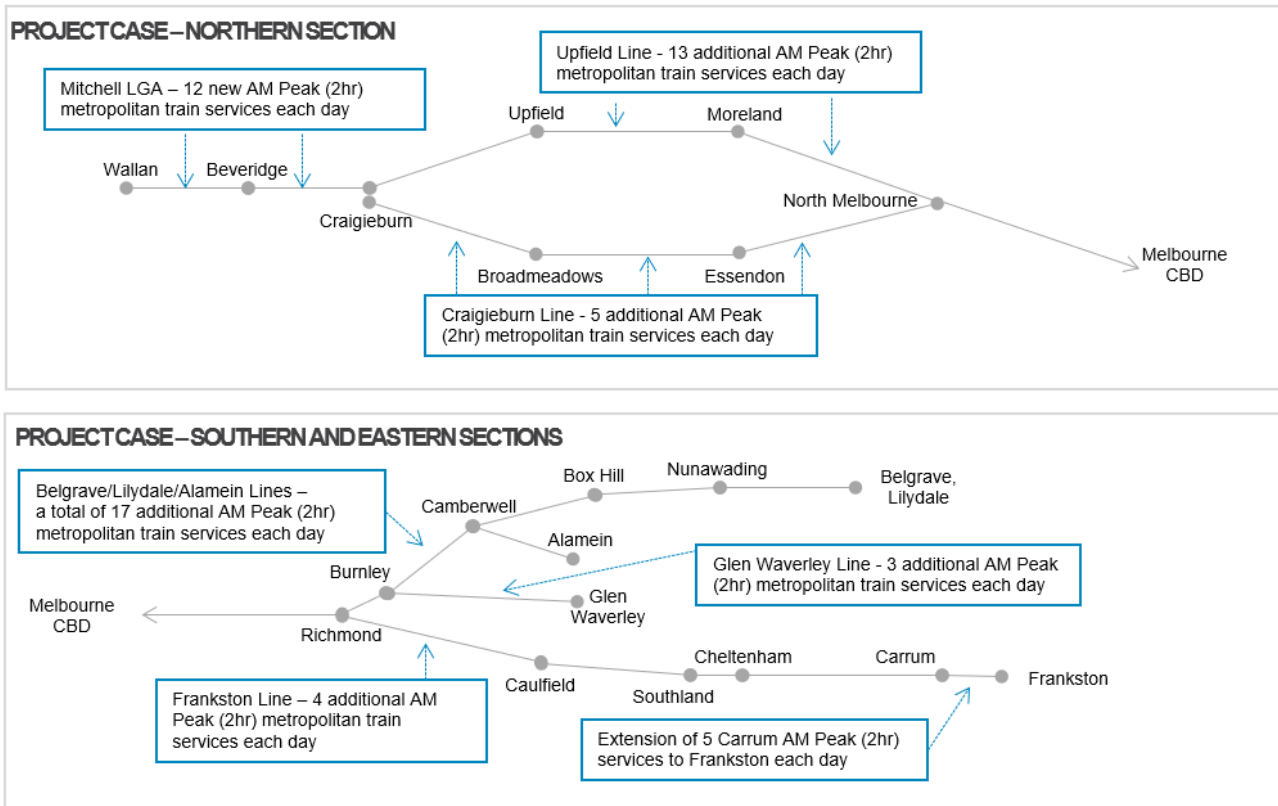 PROJECT CASE – NORTHERN SECTION
Mitchell LGA – 12 new AM Peak (2hr)
metropolitan train services each day
Upfield Line - 13 additional AM Peak (2hr)
metropolitan train services each day
Upfield
Moreland
Wallan
Beveridge
Craigieburn
North Melbourne
Broadmeadows
Essendon
Melbourne
CBD
Craigieburn Line - 5 additional AM Peak
(2hr) metropolitan train services each day
PROJECT CASE – SOUTHERN AND EASTERN SECTIONS
Belgrave/Lilydale/Alamein Lines –
a total of 17 additional AM Peak (2hr)
metropolitan train services each day
Camberwell
Box Hill
Nunawading
Belgrave,
Lilydale
Alamein
Glen Waverley Line - 3 additional AM Peak
(2hr) metropolitan train services each day
Burnley
Glen
Waverley
Melbourne
CBD
Richmond
Caulfield
Southland
Cheltenham
Carrum
Frankston
Frankston Line – 4 additional AM
Peak (2hr) metropolitan train
services each day
Extension of 5 Carrum AM Peak (2hr)
services to Frankston each day